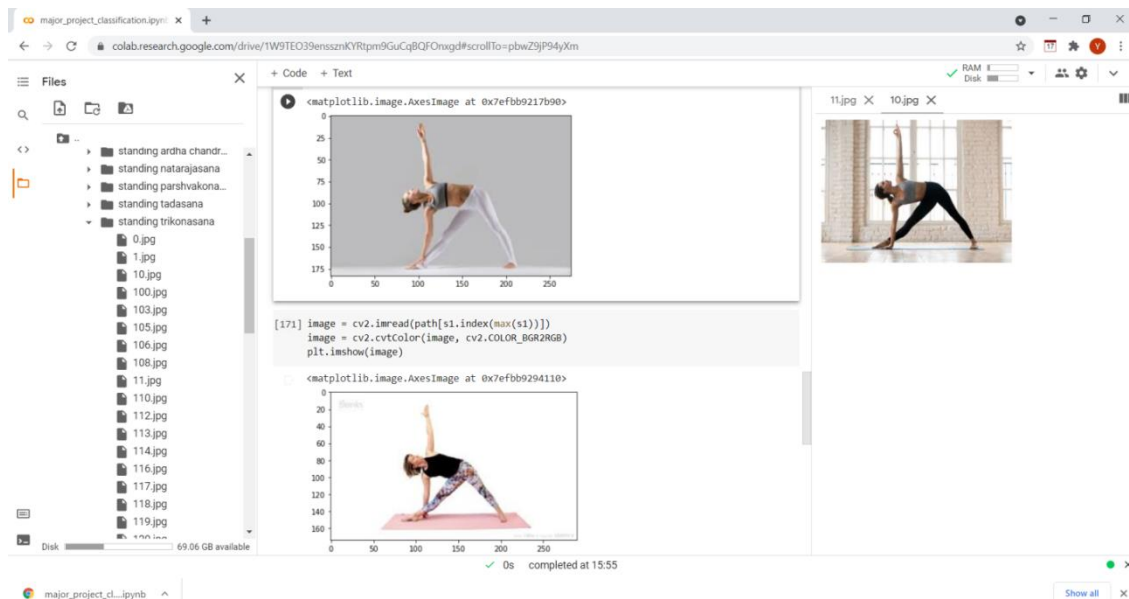 major_project_classification.ipynb
colab.research.google.com/drive/1W9TEO39enssznKYRtpm9GuCqBQFOnxgd#scrollTo=pbwZ9jP94yXm
17
Y
Files
+ Code + Text
RAM
Disk
..
standing ardha chandr...
standing natarajasana
standing parshvakona...
standing tadasana
standing trikonasana
0.jpg
1.jpg
10.jpg
100.jpg
103.jpg
105.jpg
106.jpg
108.jpg
11.jpg
110.jpg
112.jpg
113.jpg
114.jpg
116.jpg
117.jpg
118.jpg
119.jpg
120.jpg
Disk 69.06 GB available
<matplotlib.image.AxesImage at 0x7efbb9217b90>
0
25
50
75
100
125
150
175
0 50 100 150 200 250
[171] image = cv2.imread(path[s1.index(max(s1))])
image = cv2.cvtColor(image, cv2.COLOR_BGR2RGB)
plt.imshow(image)
<matplotlib.image.AxesImage at 0x7efbb9294110>
0
20
40
60
80
100
120
140
160
0 50 100 150 200 250
11.jpg 10.jpg
0s completed at 15:55
major_project_cl....ipynb
Show all